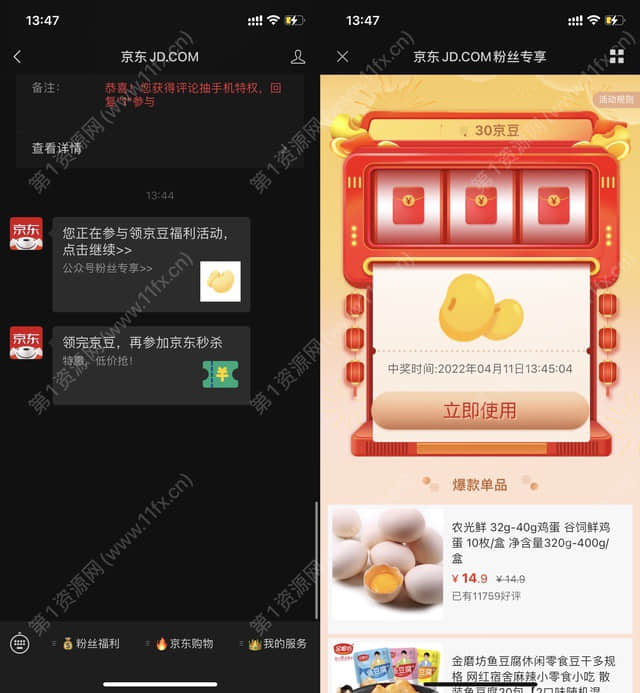 13:47
京东 JD.COM
备注：
恭喜！您获得评论抽手机特权，回
复"1"参与
查看详情
13:44
京东
您正在参与领京豆福利活动，
点击继续>>
公众号粉丝专享>>
京东
领完京豆，再参加京东秒杀
特惠，低价抢！
粉丝福利
京东购物
我的服务
13:47
京东 JD.COM粉丝专享
活动规则
30京豆
中奖时间:2022年04月11日13:45:04
立即使用
爆款单品
农光鲜 32g-40g鸡蛋 谷饲鲜鸡
蛋 10枚/盒 净含量320g-400g/
盒
¥ 14.9 ¥ 14.9
已有11759好评
金磨坊鱼豆腐休闲零食豆干多规
格 网红宿舍麻辣小零食小吃 散
装鱼豆腐20包【2口味随机混
第1资源网 (www.11fx.cn)